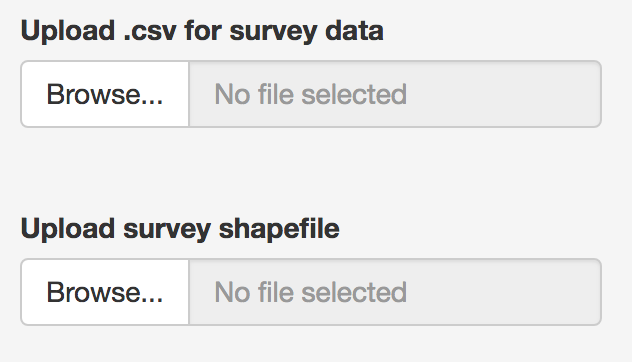 Upload .csv for survey data
Browse... No file selected
Upload survey shapefile
Browse... No file selected